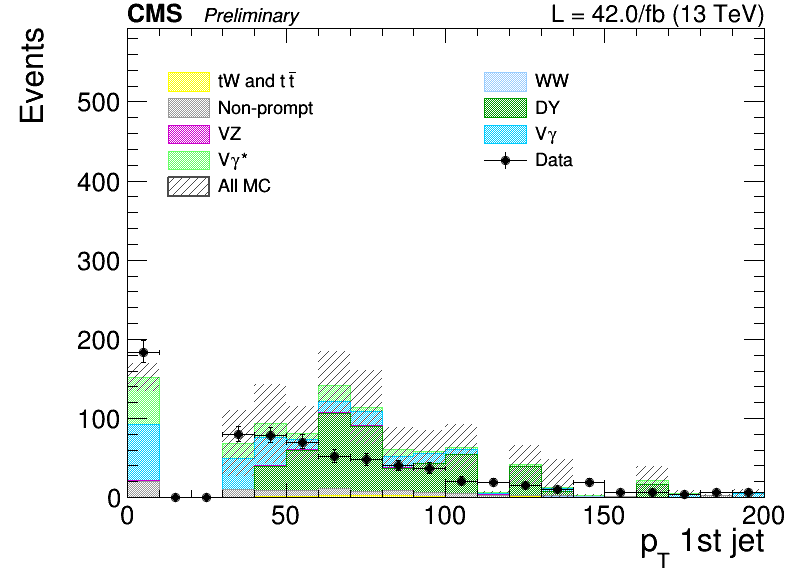 CMS Preliminary L = 42.0/fb (13 TeV)
Events
tW and t t̄
Non-prompt
VZ
Vγ*
All MC
WW
DY
Vγ
Data
500
400
300
200
100
0
0 50 100 150 200
p_T 1st jet